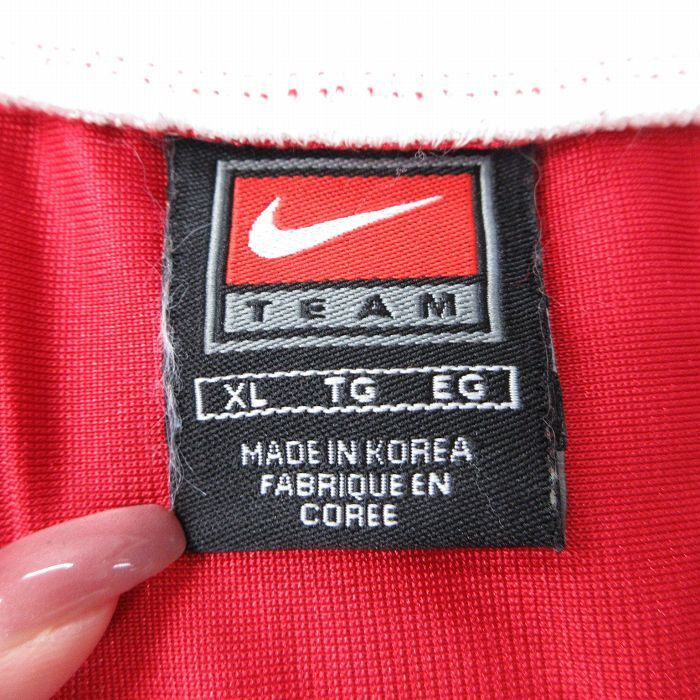 TEAM
XL TG EG
MADE IN KOREA
FABRIQUE EN
COREE